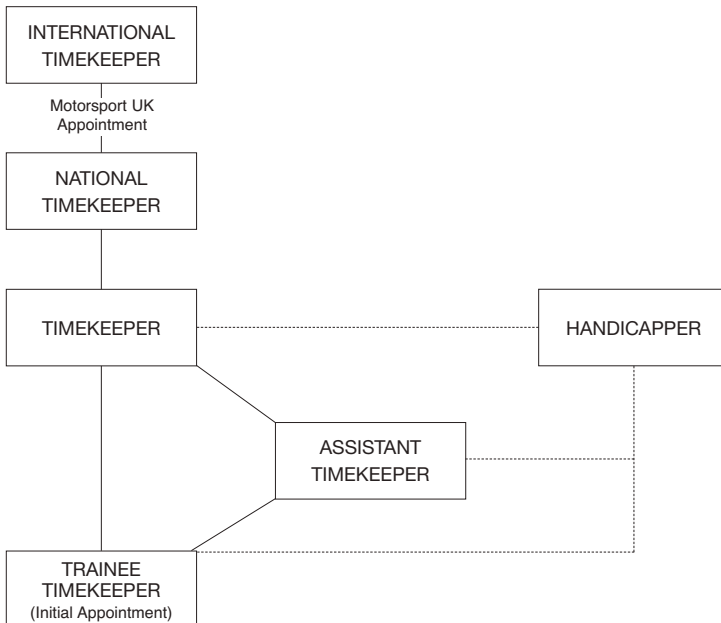 INTERNATIONAL
TIMEKEEPER
Motorsport UK
Appointment
NATIONAL
TIMEKEEPER
TIMEKEEPER
HANDICAPPER
ASSISTANT
TIMEKEEPER
TRAINEE
TIMEKEEPER
(Initial Appointment)